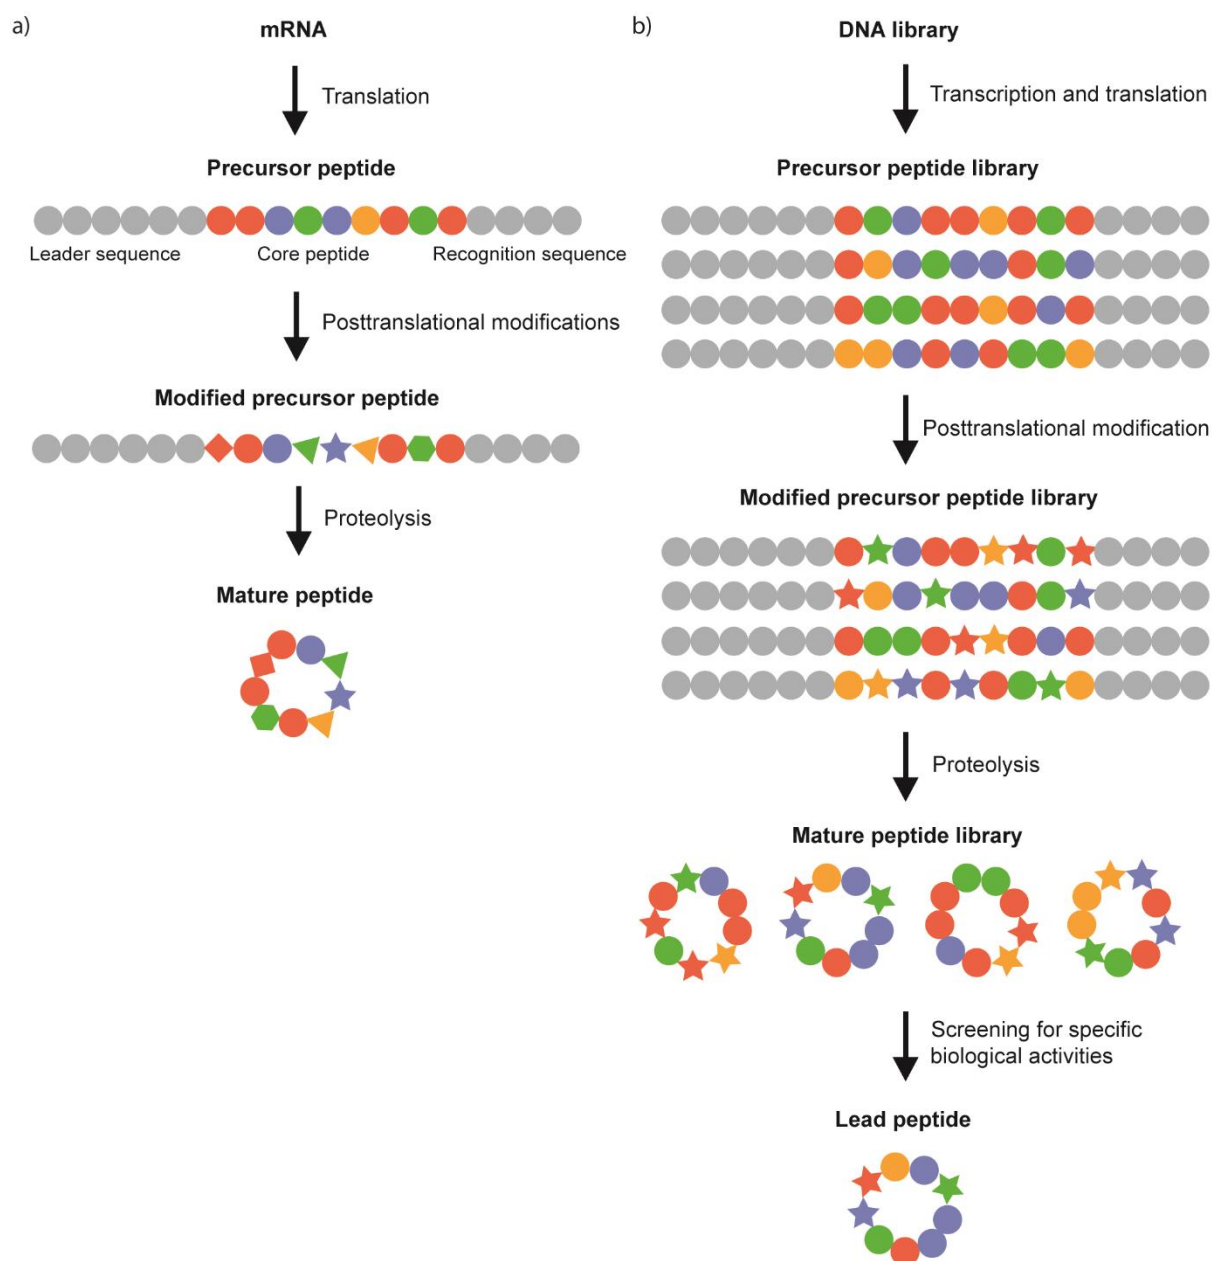 a)
mRNA
Translation
Precursor peptide
Leader sequence
Core peptide
Recognition sequence
Posttranslational modifications
Modified precursor peptide
Proteolysis
Mature peptide
b)
DNA library
Transcription and translation
Precursor peptide library
Posttranslational modification
Modified precursor peptide library
Proteolysis
Mature peptide library
Screening for specific
biological activities
Lead peptide